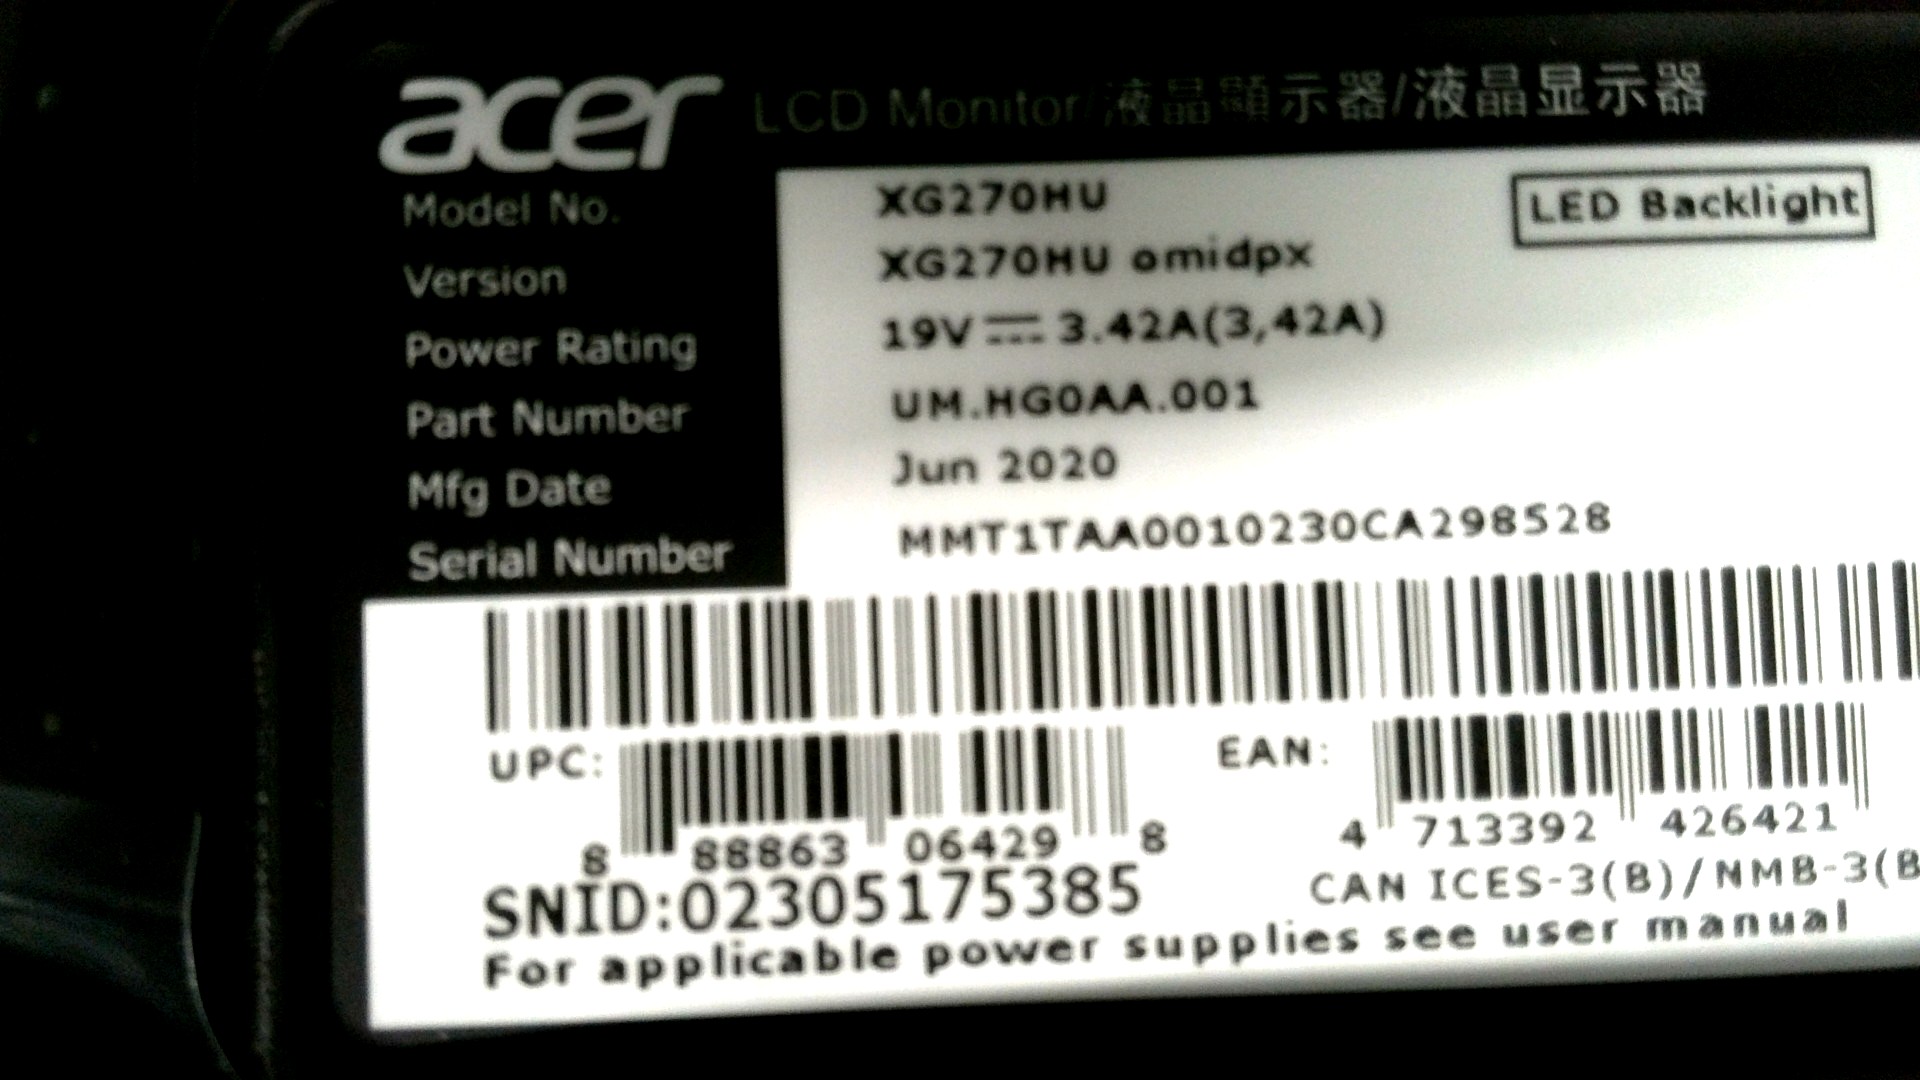 acer LCD Monitor/液晶顯示器/液晶显示器
Model No. XG270HU LED Backlight
Version XG270HU omidpx
Power Rating 19V⎓3.42A(3,42A)
Part Number UM.HG0AA.001
Mfg Date Jun 2020
Serial Number MMT1TAA0010230CA298528
UPC: 8 88863 06429 8 EAN: 4 713392 426421
SNID:02305175385 CAN ICES-3(B)/NMB-3(B
For applicable power supplies see user manual